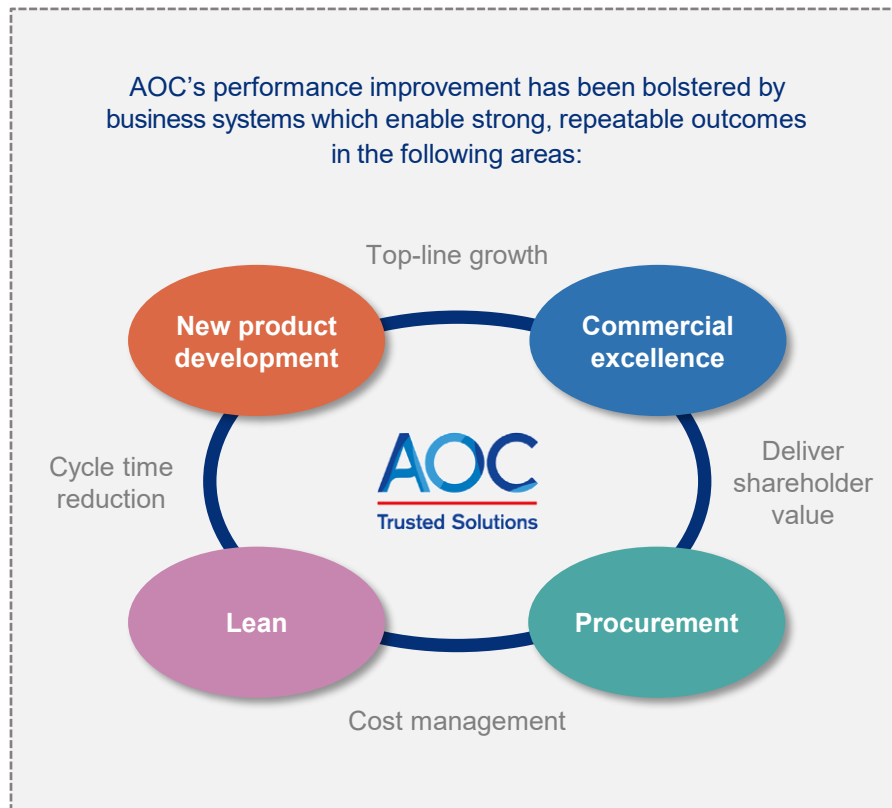 AOC’s performance improvement has been bolstered by
business systems which enable strong, repeatable outcomes
in the following areas:
Top-line growth
New product
development
Commercial
excellence
Cycle time
reduction
AOC
Trusted Solutions
Deliver
shareholder
value
Lean
Procurement
Cost management